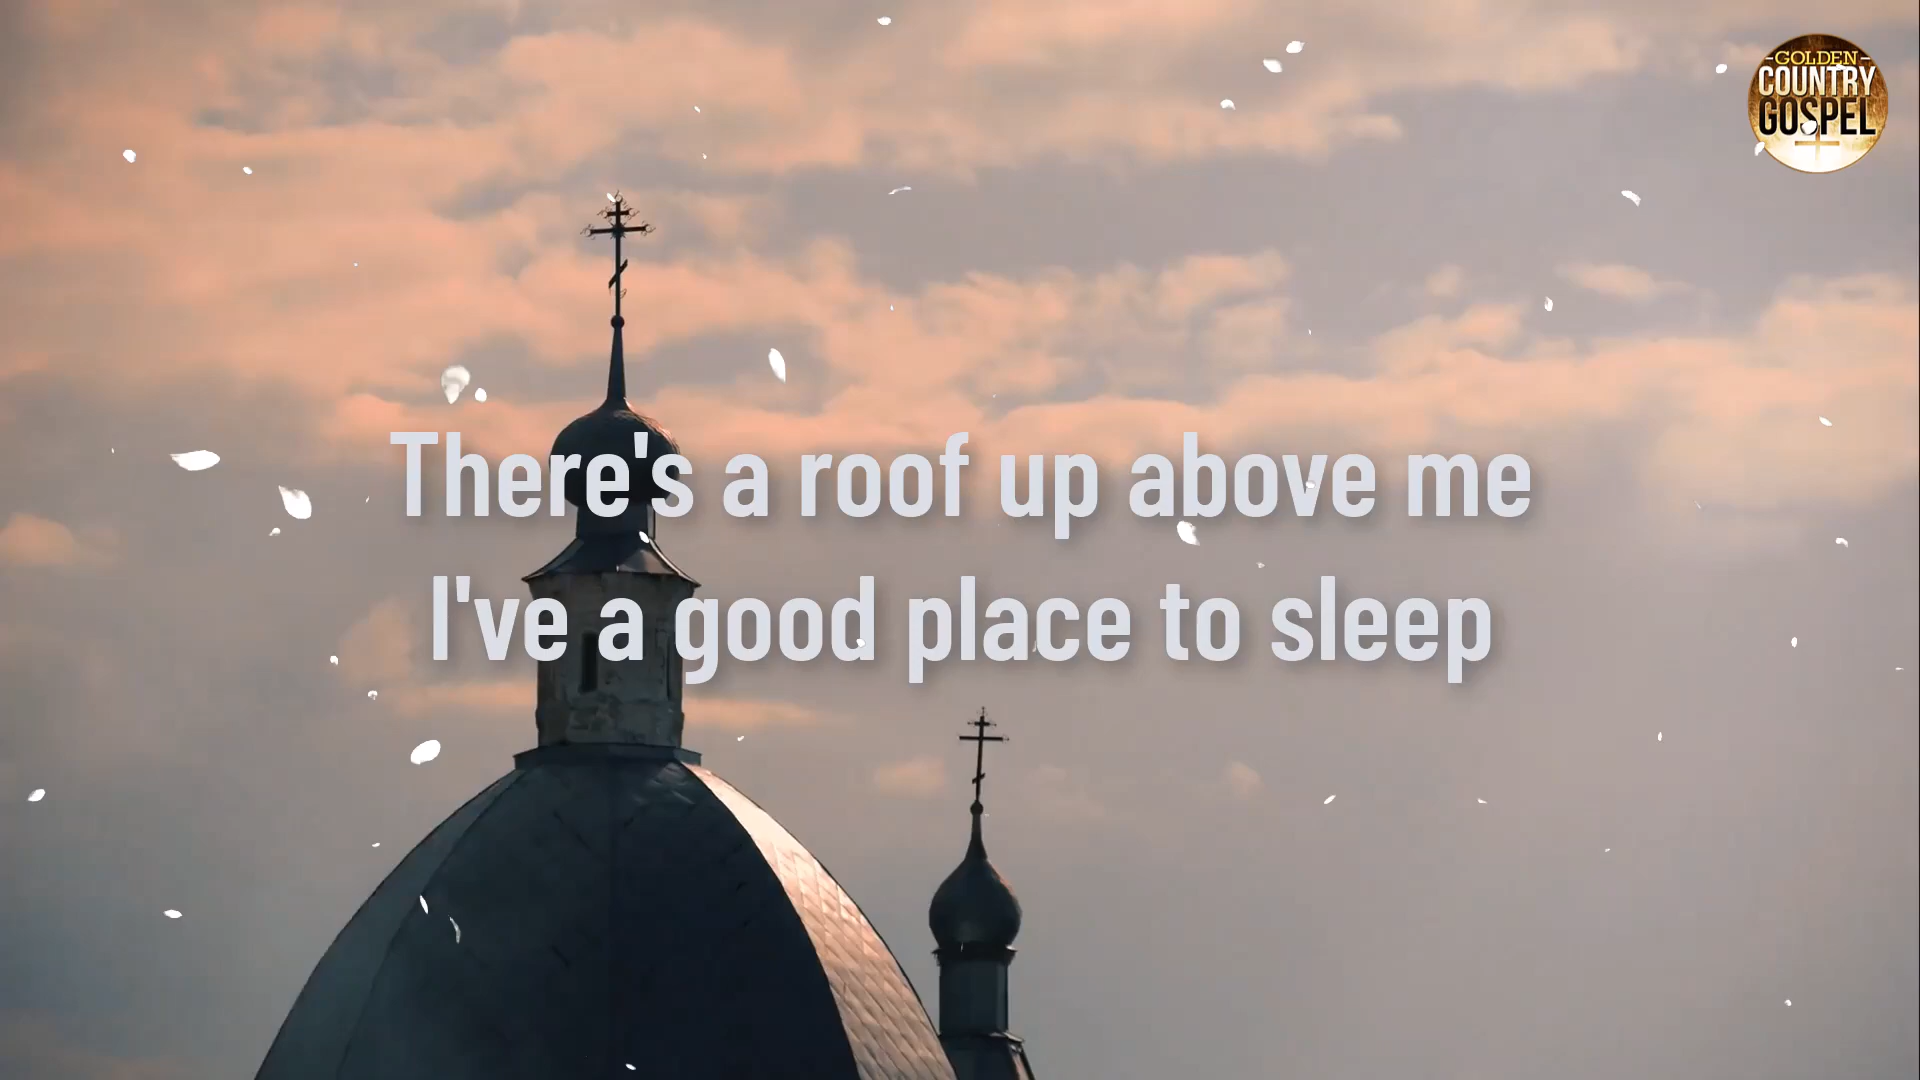 -GOLDEN-
COUNTRY
GOSPEL
There's a roof up above me
I've a good place to sleep